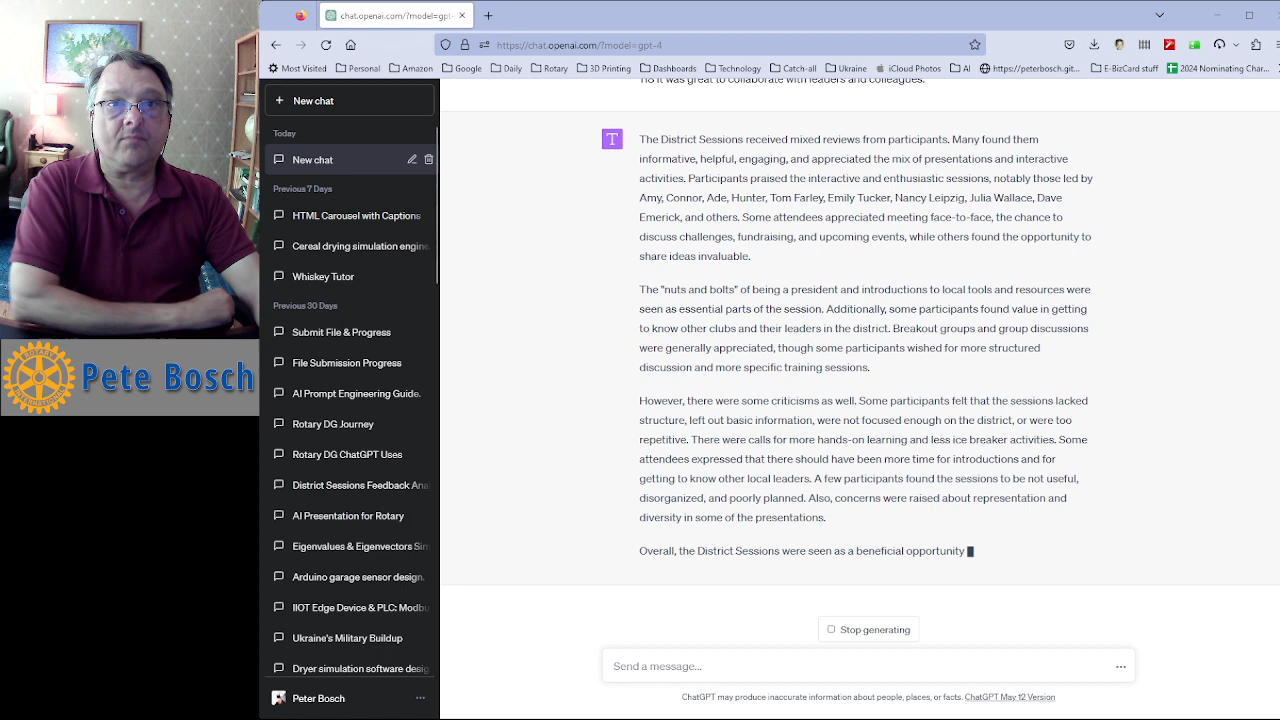 chat.openai.com/?model=gpt-
https://chat.openai.com/?model=gpt-4
Most Visited
Personal
Amazon
Google
Daily
Rotary
3D Printing
Dashboards
Technology
Catch-all
Ukraine
iCloud Photos
AI
https://peterbosch.git...
E-BizCard stuff
2024 Nominating Char...
New chat
Today
New chat
Previous 7 Days
HTML Carousel with Captions
Cereal drying simulation engine
Whiskey Tutor
Previous 30 Days
Submit File & Progress
File Submission Progress
AI Prompt Engineering Guide.
Rotary DG Journey
Rotary DG ChatGPT Uses
District Sessions Feedback Ana
AI Presentation for Rotary
Eigenvalues & Eigenvectors Sim
Arduino garage sensor design.
IIOT Edge Device & PLC: Modbu
Ukraine's Military Buildup
Dryer simulation software desig
Peter Bosch
ROTARY
INTERNATIONAL
Pete Bosch
118 It was great to collaborate with leaders and colleagues.
T
The District Sessions received mixed reviews from participants. Many found them
informative, helpful, engaging, and appreciated the mix of presentations and interactive
activities. Participants praised the interactive and enthusiastic sessions, notably those led by
Amy, Connor, Ade, Hunter, Tom Farley, Emily Tucker, Nancy Leipzig, Julia Wallace, Dave
Emerick, and others. Some attendees appreciated meeting face-to-face, the chance to
discuss challenges, fundraising, and upcoming events, while others found the opportunity to
share ideas invaluable.
The "nuts and bolts" of being a president and introductions to local tools and resources were
seen as essential parts of the session. Additionally, some participants found value in getting
to know other clubs and their leaders in the district. Breakout groups and group discussions
were generally appreciated, though some participants wished for more structured
discussion and more specific training sessions.
However, there were some criticisms as well. Some participants felt that the sessions lacked
structure, left out basic information, were not focused enough on the district, or were too
repetitive. There were calls for more hands-on learning and less ice breaker activities. Some
attendees expressed that there should have been more time for introductions and for
getting to know other local leaders. A few participants found the sessions to be not useful,
disorganized, and poorly planned. Also, concerns were raised about representation and
diversity in some of the presentations.
Overall, the District Sessions were seen as a beneficial opportunity
Stop generating
Send a message...
ChatGPT may produce inaccurate information about people, places, or facts. ChatGPT May 12 Version